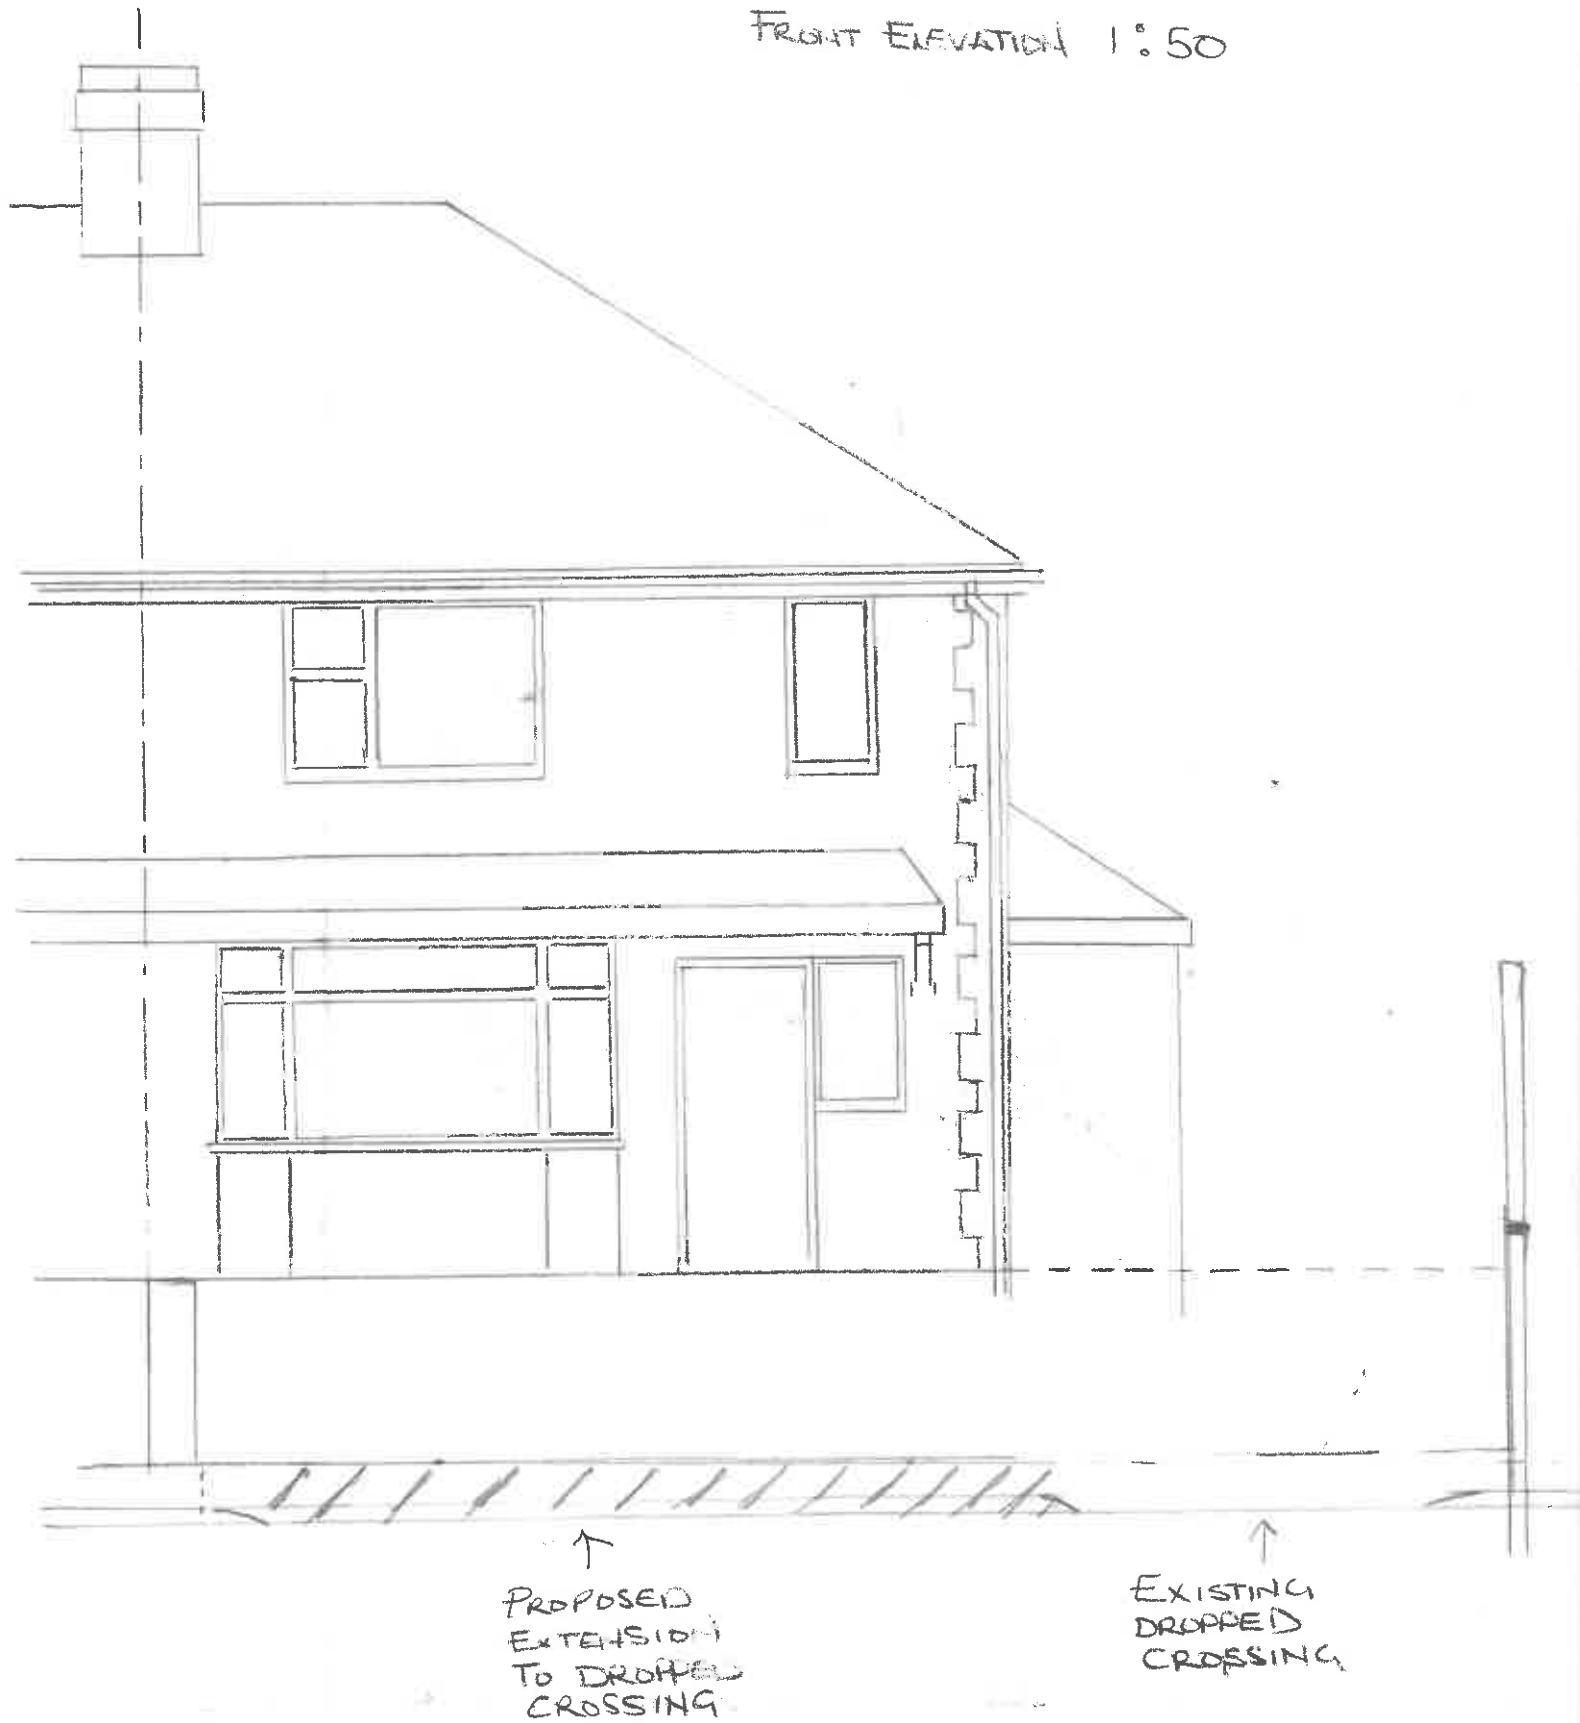 FRONT ELEVATION 1:50
PROPOSED
EXTENSION
TO DROPPED
CROSSING
EXISTING
DROPPED
CROSSING